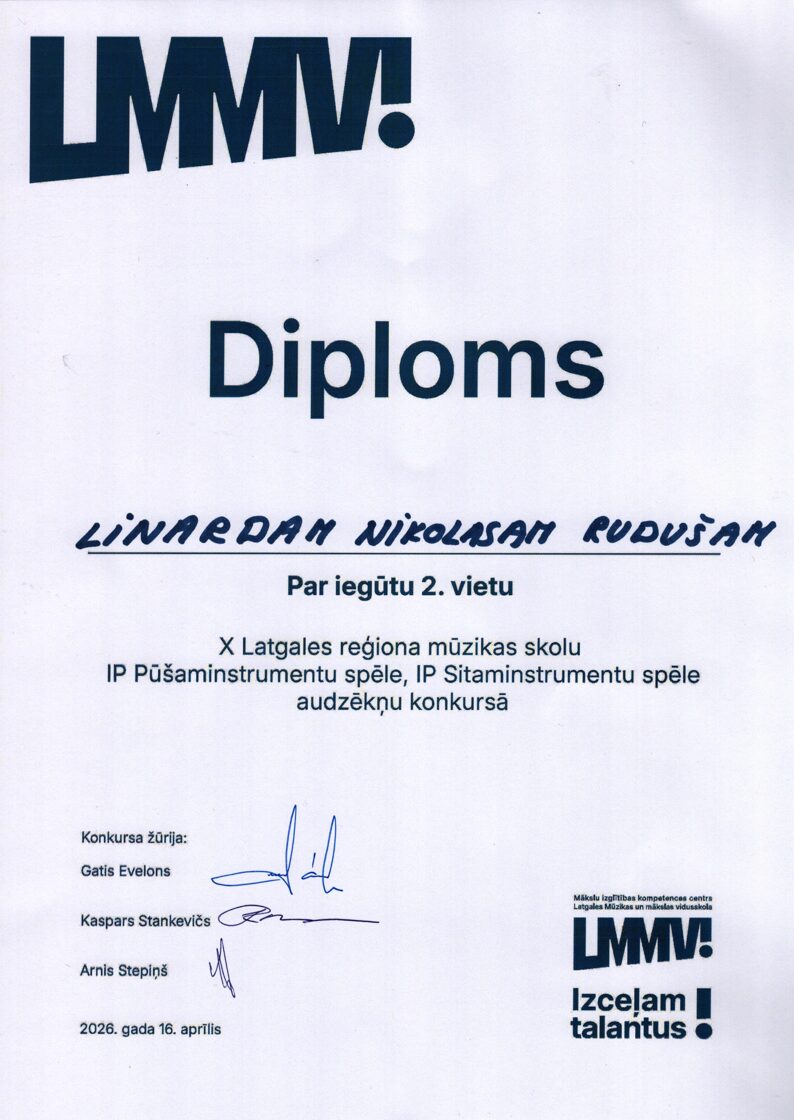 LMMV!
Diploms
LINARDAM NIKOLASAM RUDUŠAM
Par iegūtu 2. vietu
X Latgales reģiona mūzikas skolu
IP Pūšaminstrumentu spēle, IP Sitaminstrumentu spēle
audzēkņu konkursā
Konkursa žūrija:
Gatis Evelons
Kaspars Stankevičs
Arnis Stepiņš
2026. gada 16. aprīlis
Mākslu izglītības kompetences centrs
Latgales Mūzikas un mākslas vidusskola
LMMV!
Izceļam
talantus!